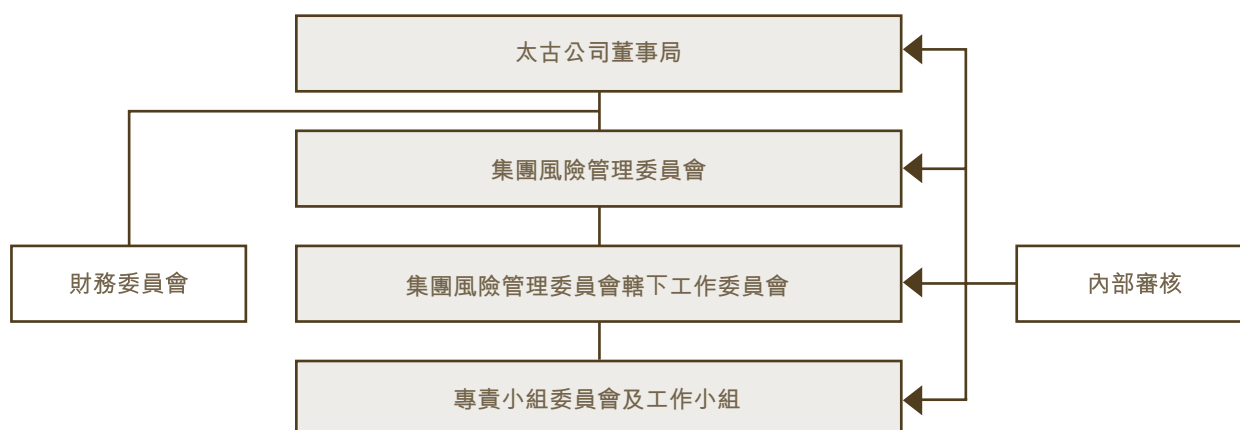 太古公司董事局
集團風險管理委員會
財務委員會
集團風險管理委員會轄下工作委員會
內部審核
專責小組委員會及工作小組